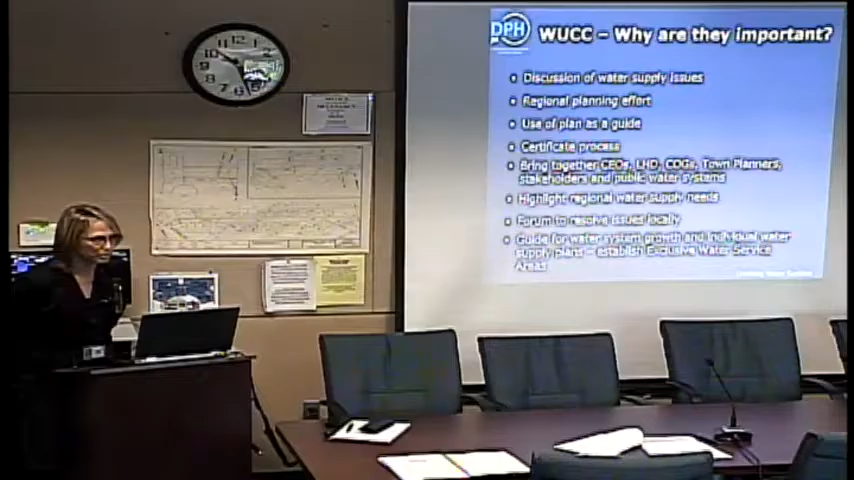 DPH
WUCC – Why are they important?
• Discussion of water supply issues
• Regional planning effort
• Use of plan as a guide
• Certificate process
• Bring together CEOs, LHD, COGs, Town Planners,
stakeholders and public water systems
• Highlight regional water supply needs
• Forum to resolve issues locally
• Guide for water system growth and individual water
supply plans – establish Exclusive Water Service
Areas